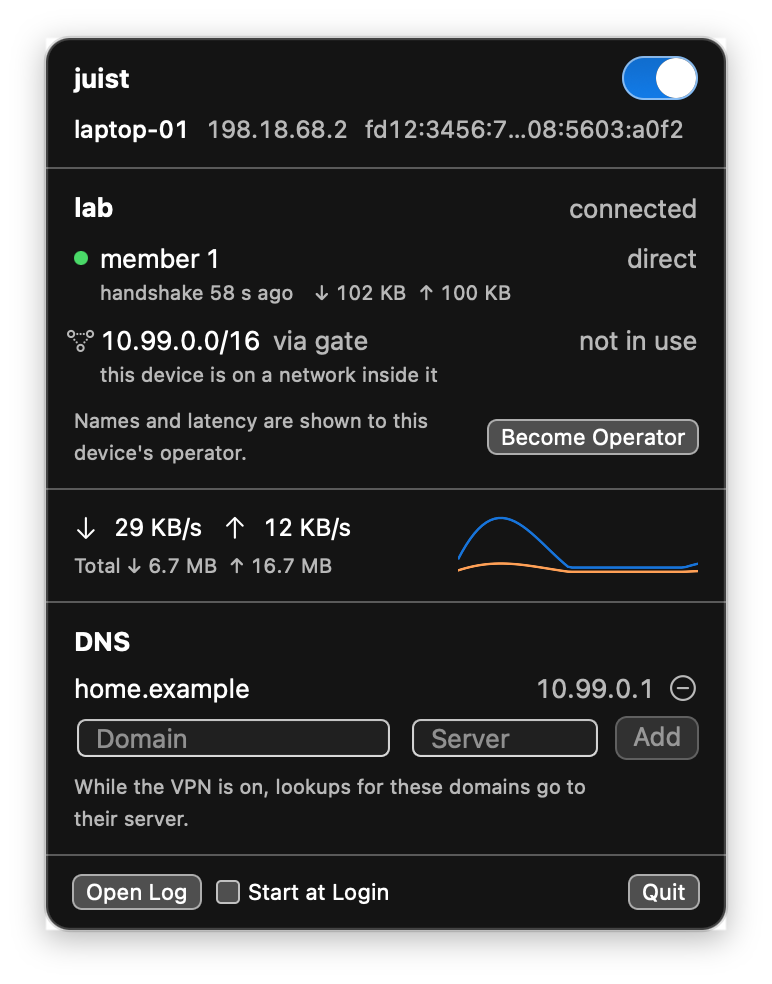 juist
laptop-01 198.18.68.2 fd12:3456:7...08:5603:a0f2
lab connected
member 1 direct
handshake 58 s ago ↓ 102 KB ↑ 100 KB
10.99.0.0/16 via gate not in use
this device is on a network inside it
Names and latency are shown to this
device's operator.
Become Operator
↓ 29 KB/s ↑ 12 KB/s
Total ↓ 6.7 MB ↑ 16.7 MB
DNS
home.example 10.99.0.1
Domain Server Add
While the VPN is on, lookups for these domains go to
their server.
Open Log Start at Login Quit